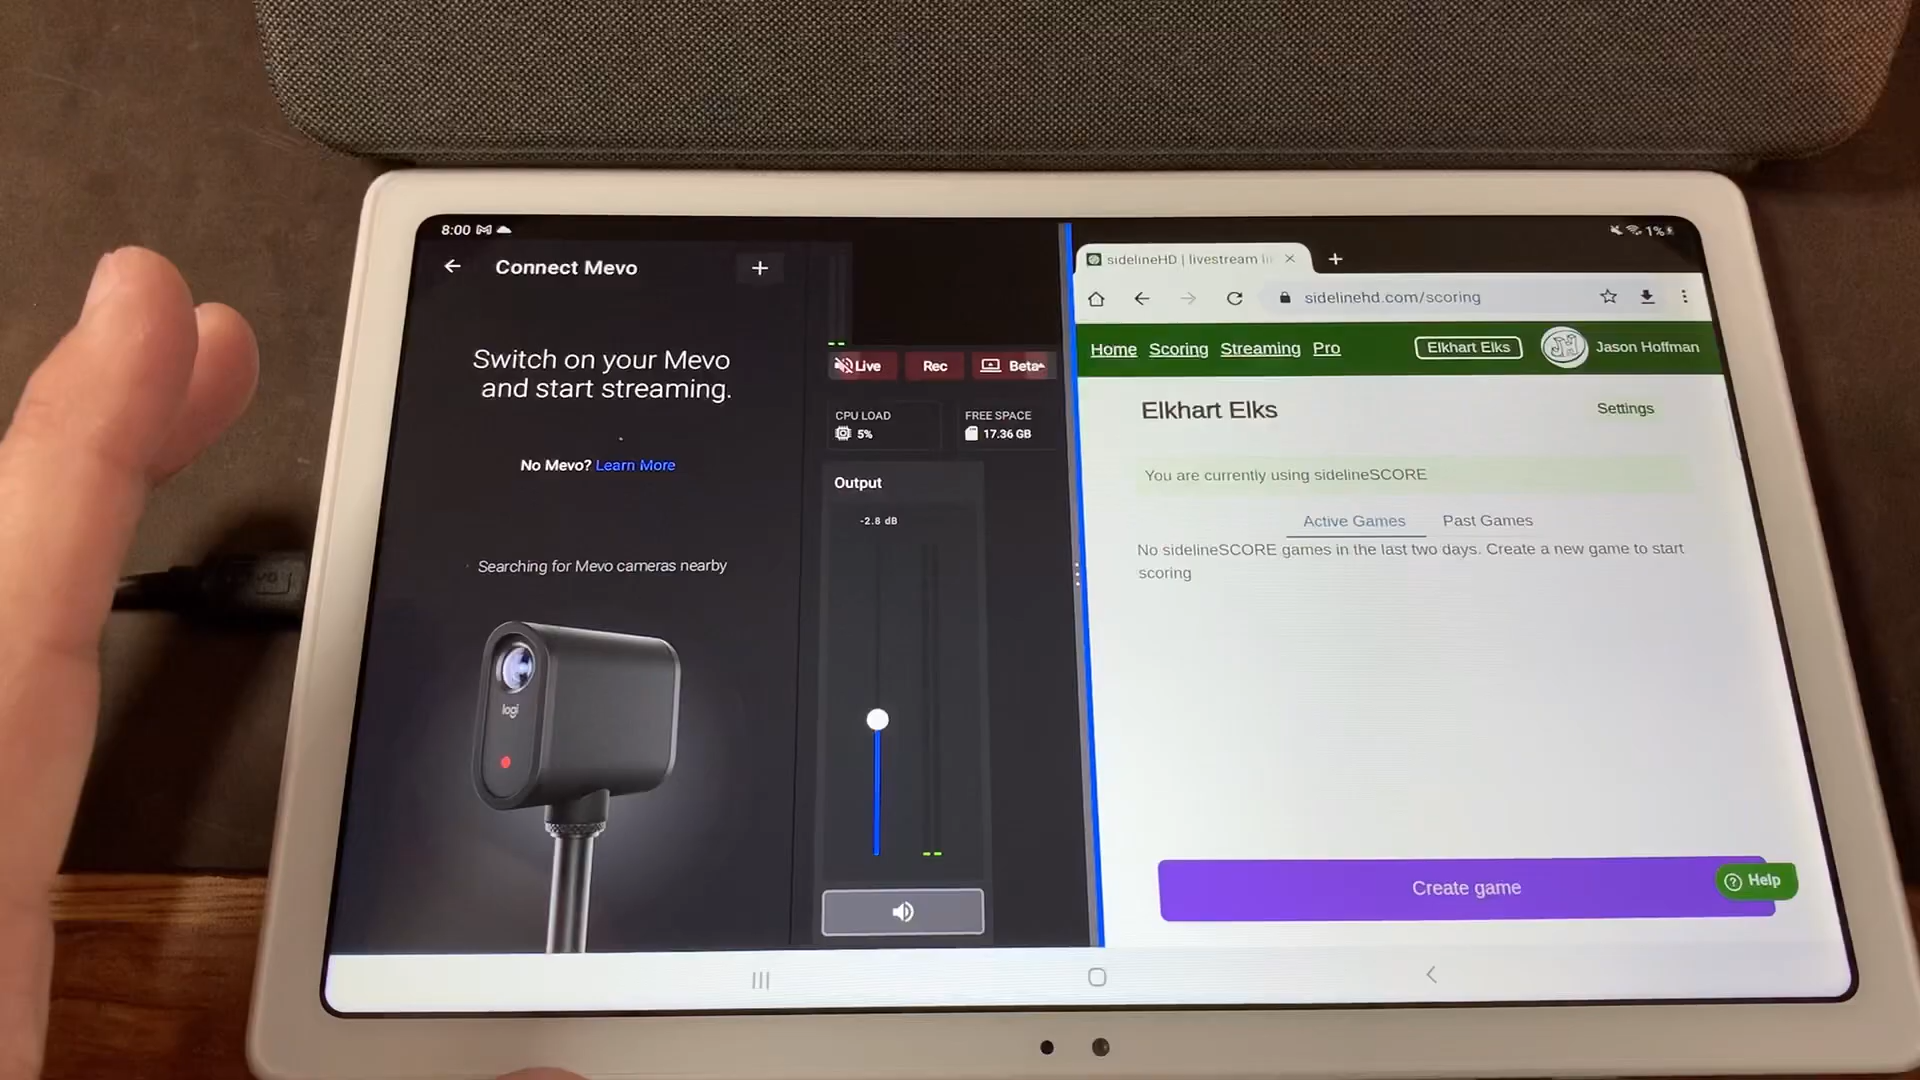 8:00
1%
Connect Mevo
+
Switch on your Mevo
and start streaming.
No Mevo? Learn More
Searching for Mevo cameras nearby
logi
Live
Rec
Beta
CPU LOAD
5%
FREE SPACE
17.36 GB
Output
-2.8 dB
sidelineHD | livestream li
sidelinehd.com/scoring
Home Scoring Streaming Pro
Elkhart Elks
JH
Jason Hoffman
Elkhart Elks
Settings
You are currently using sidelineSCORE
Active Games
Past Games
No sidelineSCORE games in the last two days. Create a new game to start
scoring
Create game
? Help